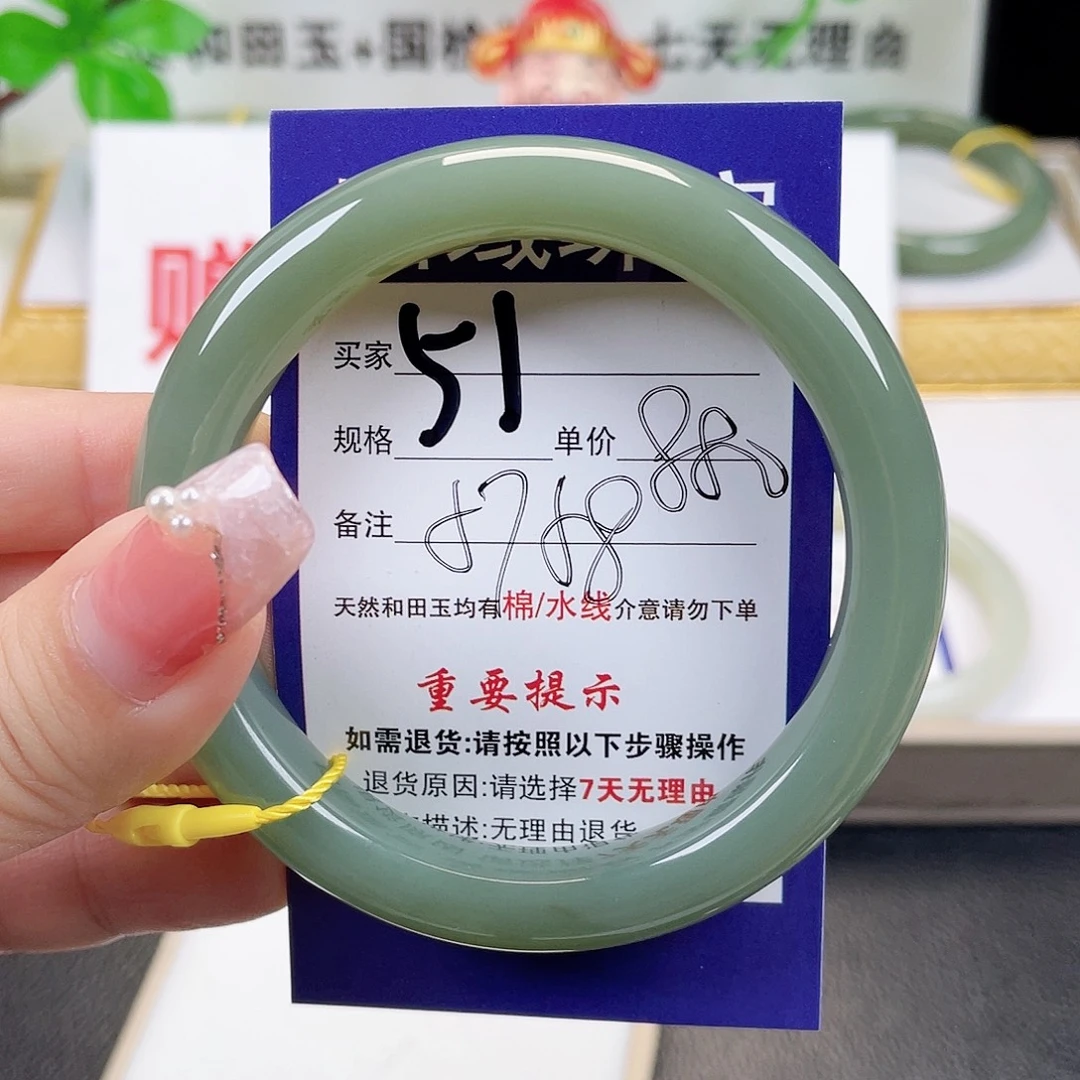 和田玉+国检 七天无理由
赠
买家 51
规格 单价 88
备注 5768
天然和田玉均有棉/水线介意请勿下单
重要提示
如需退货:请按照以下步骤操作
退货原因:请选择7天无理由
描述:无理由退货